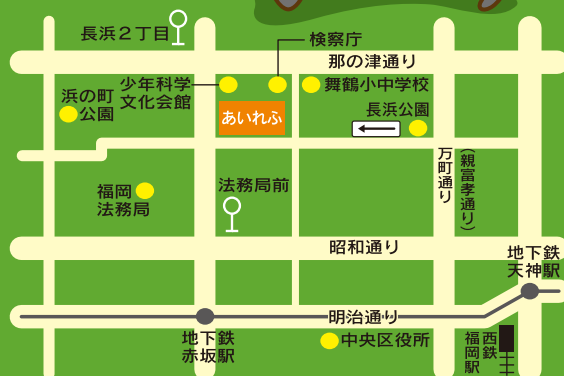 長浜2丁目
検察庁
那の津通り
少年科学
文化会館
舞鶴小中学校
浜の町
公園
あいれふ
長浜公園
万町通り
（親富孝通り）
福岡
法務局
法務局前
昭和通り
地下鉄
天神駅
明治通り
地下鉄
赤坂駅
中央区役所
西鉄
福岡駅